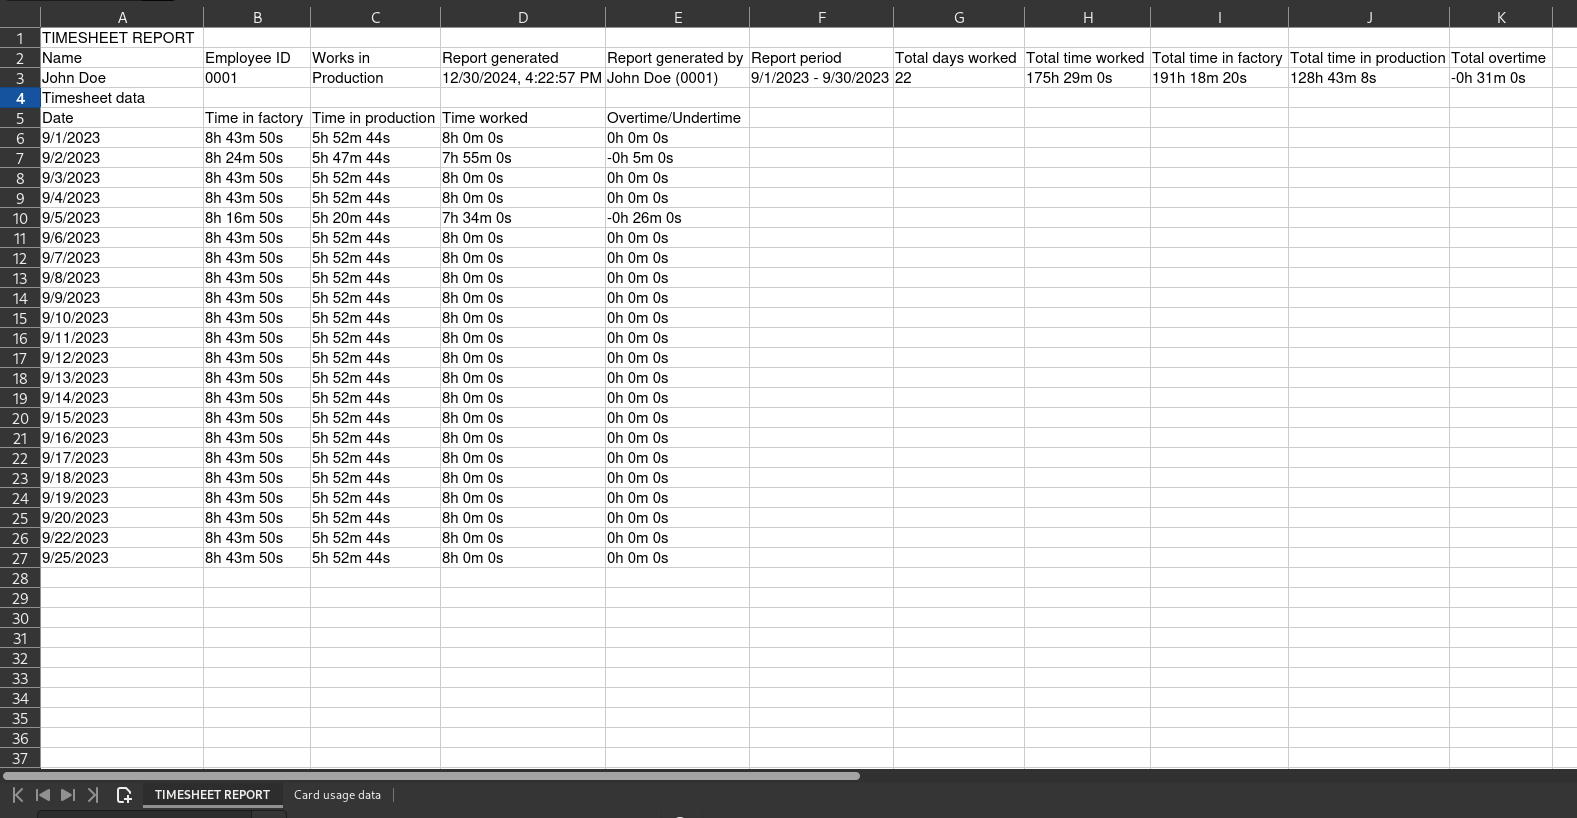 A B C D E F G H I J K
1 TIMESHEET REPORT
2 Name Employee ID Works in Report generated Report generated by Report period Total days worked Total time worked Total time in factory Total time in production Total overtime
3 John Doe 0001 Production 12/30/2024, 4:22:57 PM John Doe (0001) 9/1/2023 - 9/30/2023 22 175h 29m 0s 191h 18m 20s 128h 43m 8s -0h 31m 0s
4 Timesheet data
5 Date Time in factory Time in production Time worked Overtime/Undertime
6 9/1/2023 8h 43m 50s 5h 52m 44s 8h 0m 0s 0h 0m 0s
7 9/2/2023 8h 24m 50s 5h 47m 44s 7h 55m 0s -0h 5m 0s
8 9/3/2023 8h 43m 50s 5h 52m 44s 8h 0m 0s 0h 0m 0s
9 9/4/2023 8h 43m 50s 5h 52m 44s 8h 0m 0s 0h 0m 0s
10 9/5/2023 8h 16m 50s 5h 20m 44s 7h 34m 0s -0h 26m 0s
11 9/6/2023 8h 43m 50s 5h 52m 44s 8h 0m 0s 0h 0m 0s
12 9/7/2023 8h 43m 50s 5h 52m 44s 8h 0m 0s 0h 0m 0s
13 9/8/2023 8h 43m 50s 5h 52m 44s 8h 0m 0s 0h 0m 0s
14 9/9/2023 8h 43m 50s 5h 52m 44s 8h 0m 0s 0h 0m 0s
15 9/10/2023 8h 43m 50s 5h 52m 44s 8h 0m 0s 0h 0m 0s
16 9/11/2023 8h 43m 50s 5h 52m 44s 8h 0m 0s 0h 0m 0s
17 9/12/2023 8h 43m 50s 5h 52m 44s 8h 0m 0s 0h 0m 0s
18 9/13/2023 8h 43m 50s 5h 52m 44s 8h 0m 0s 0h 0m 0s
19 9/14/2023 8h 43m 50s 5h 52m 44s 8h 0m 0s 0h 0m 0s
20 9/15/2023 8h 43m 50s 5h 52m 44s 8h 0m 0s 0h 0m 0s
21 9/16/2023 8h 43m 50s 5h 52m 44s 8h 0m 0s 0h 0m 0s
22 9/17/2023 8h 43m 50s 5h 52m 44s 8h 0m 0s 0h 0m 0s
23 9/18/2023 8h 43m 50s 5h 52m 44s 8h 0m 0s 0h 0m 0s
24 9/19/2023 8h 43m 50s 5h 52m 44s 8h 0m 0s 0h 0m 0s
25 9/20/2023 8h 43m 50s 5h 52m 44s 8h 0m 0s 0h 0m 0s
26 9/22/2023 8h 43m 50s 5h 52m 44s 8h 0m 0s 0h 0m 0s
27 9/25/2023 8h 43m 50s 5h 52m 44s 8h 0m 0s 0h 0m 0s
28
29
30
31
32
33
34
35
36
37
TIMESHEET REPORT Card usage data